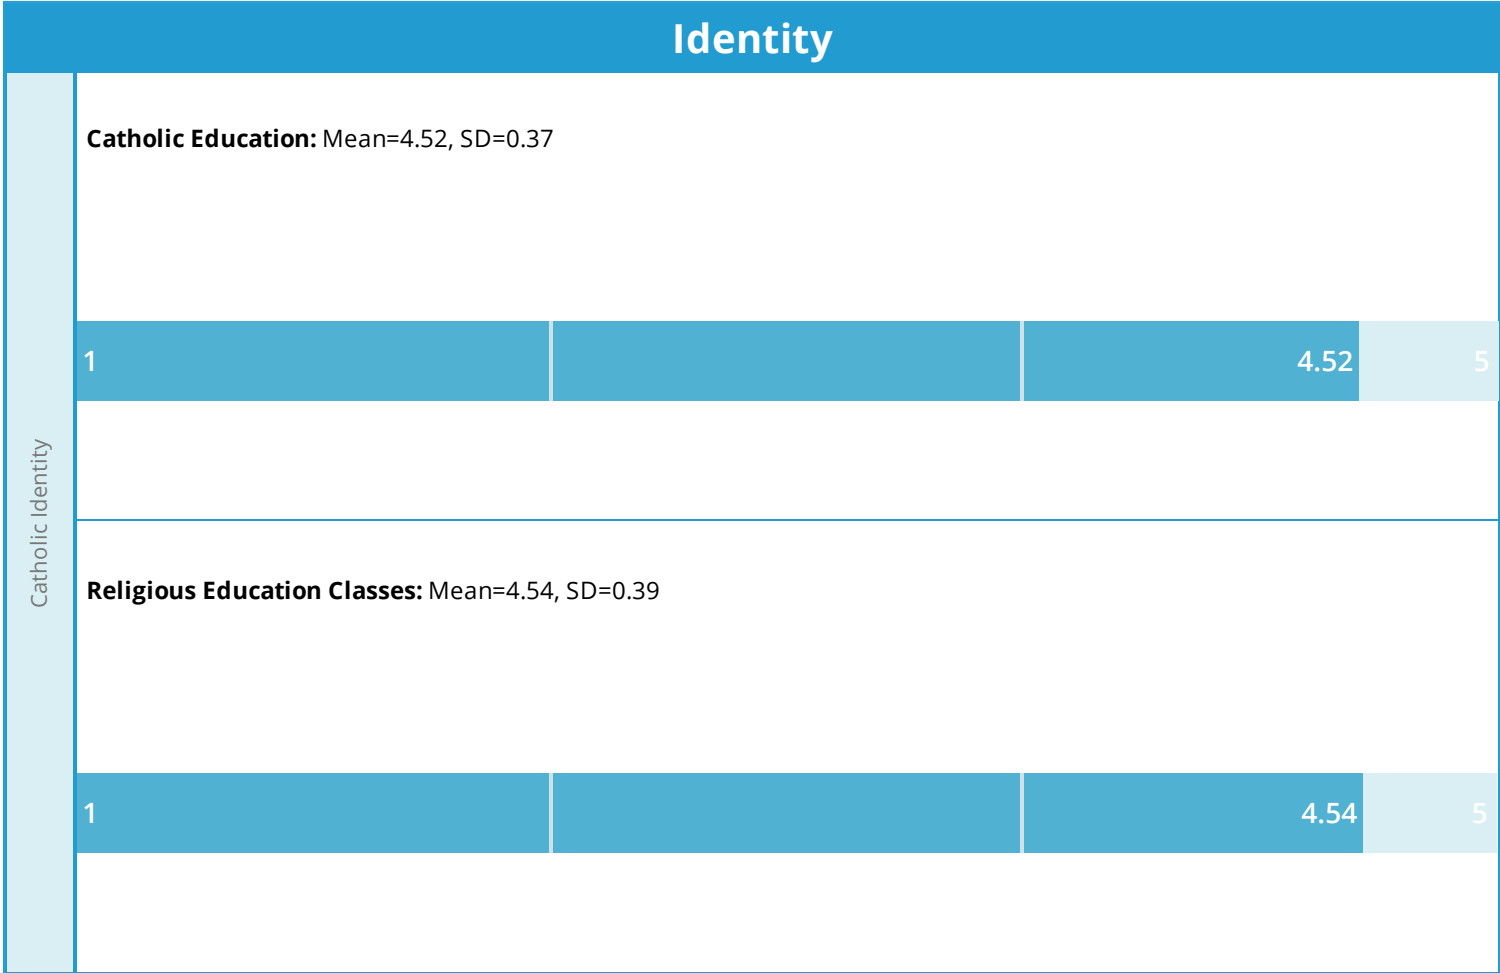 Identity
Catholic Identity
Catholic Education: Mean=4.52, SD=0.37
1 4.52 5
Religious Education Classes: Mean=4.54, SD=0.39
1 4.54 5